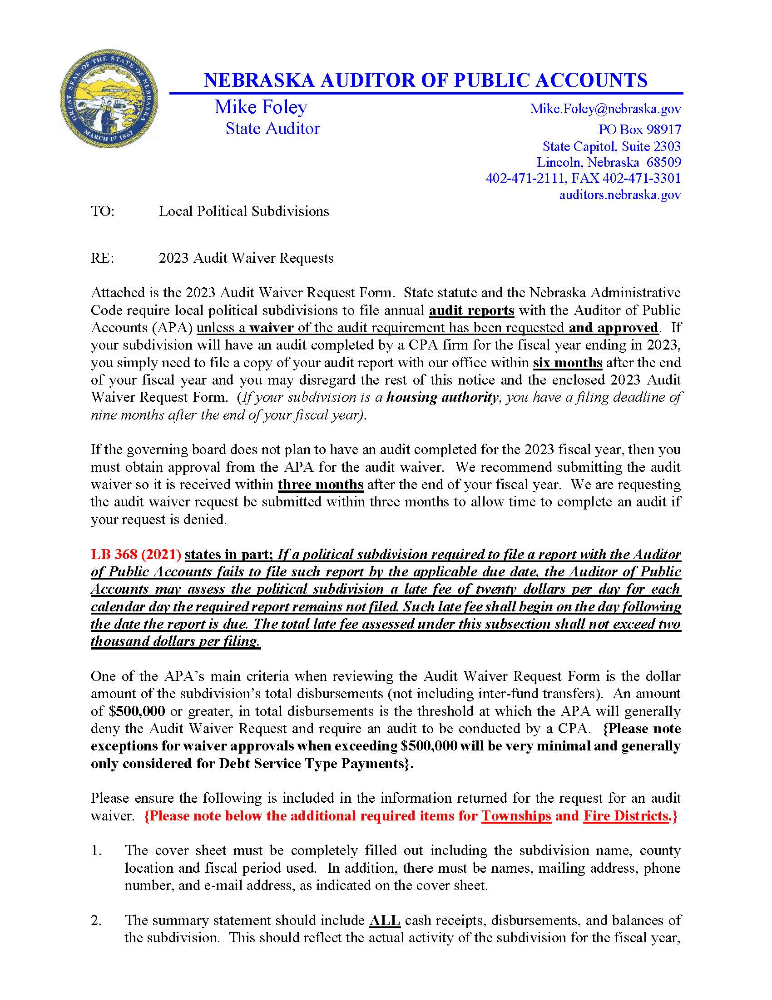 GREAT SEAL OF THE STATE OF NEBRASKA
MARCH 1ST 1867
NEBRASKA AUDITOR OF PUBLIC ACCOUNTS
Mike Foley
State Auditor
Mike.Foley@nebraska.gov
PO Box 98917
State Capitol, Suite 2303
Lincoln, Nebraska  68509
402-471-2111, FAX 402-471-3301
auditors.nebraska.gov
TO: Local Political Subdivisions
RE: 2023 Audit Waiver Requests
Attached is the 2023 Audit Waiver Request Form.  State statute and the Nebraska Administrative
Code require local political subdivisions to file annual audit reports with the Auditor of Public
Accounts (APA) unless a waiver of the audit requirement has been requested and approved.  If
your subdivision will have an audit completed by a CPA firm for the fiscal year ending in 2023,
you simply need to file a copy of your audit report with our office within six months after the end
of your fiscal year and you may disregard the rest of this notice and the enclosed 2023 Audit
Waiver Request Form.  (If your subdivision is a housing authority, you have a filing deadline of
nine months after the end of your fiscal year).
If the governing board does not plan to have an audit completed for the 2023 fiscal year, then you
must obtain approval from the APA for the audit waiver.  We recommend submitting the audit
waiver so it is received within three months after the end of your fiscal year.  We are requesting
the audit waiver request be submitted within three months to allow time to complete an audit if
your request is denied.
LB 368 (2021) states in part; If a political subdivision required to file a report with the Auditor
of Public Accounts fails to file such report by the applicable due date, the Auditor of Public
Accounts may assess the political subdivision a late fee of twenty dollars per day for each
calendar day the required report remains not filed. Such late fee shall begin on the day following
the date the report is due. The total late fee assessed under this subsection shall not exceed two
thousand dollars per filing.
One of the APA’s main criteria when reviewing the Audit Waiver Request Form is the dollar
amount of the subdivision’s total disbursements (not including inter-fund transfers).  An amount
of $500,000 or greater, in total disbursements is the threshold at which the APA will generally
deny the Audit Waiver Request and require an audit to be conducted by a CPA.  {Please note
exceptions for waiver approvals when exceeding $500,000 will be very minimal and generally
only considered for Debt Service Type Payments}.
Please ensure the following is included in the information returned for the request for an audit
waiver.  {Please note below the additional required items for Townships and Fire Districts.}
1. The cover sheet must be completely filled out including the subdivision name, county
location and fiscal period used.  In addition, there must be names, mailing address, phone
number, and e-mail address, as indicated on the cover sheet.
2. The summary statement should include ALL cash receipts, disbursements, and balances of
the subdivision.  This should reflect the actual activity of the subdivision for the fiscal year,